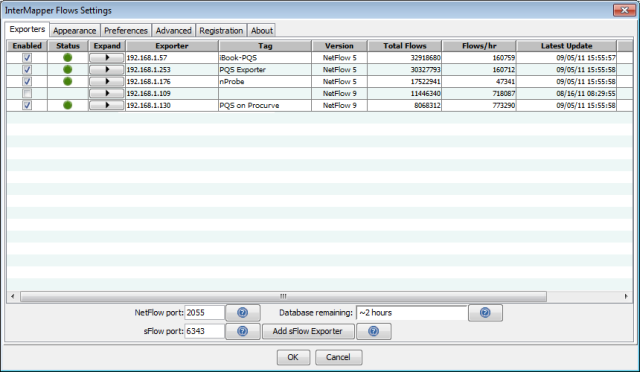 InterMapper Flows Settings
Exporters Appearance Preferences Advanced Registration About
Enabled Status Expand Exporter Tag Version Total Flows Flows/hr Latest Update
192.168.1.57 iBook-PQS NetFlow 5 32918680 160759 09/05/11 15:55:57
192.168.1.253 PQS Exporter NetFlow 5 30327793 160712 09/05/11 15:55:58
192.168.1.176 nProbe NetFlow 5 17522941 47341 09/05/11 15:55:58
192.168.1.109 NetFlow 9 11446340 718087 08/16/11 08:29:55
192.168.1.130 PQS on Procurve NetFlow 9 8068312 773290 09/05/11 15:55:58
NetFlow port: 2055 Database remaining: ~2 hours
sFlow port: 6343 Add sFlow Exporter
OK Cancel